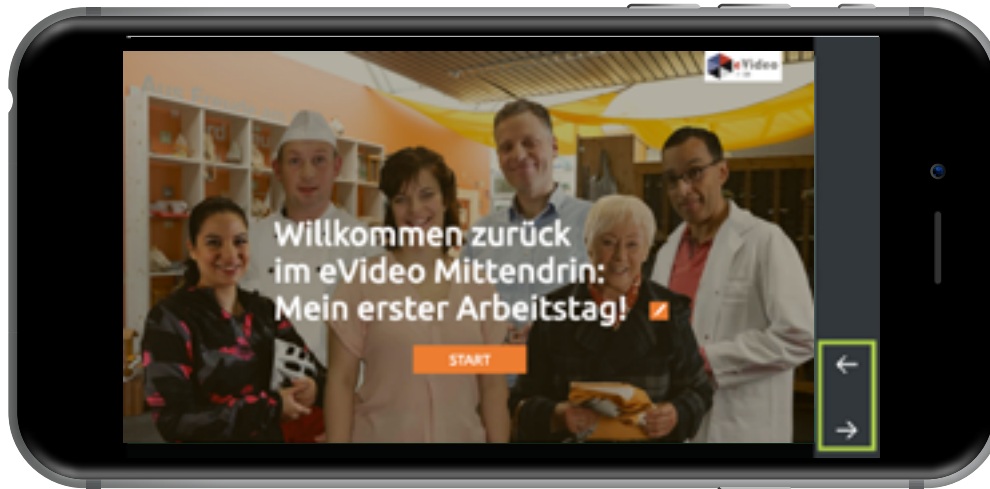 eVideo
Willkommen zurück
im eVideo Mittendrin:
Mein erster Arbeitstag!
START